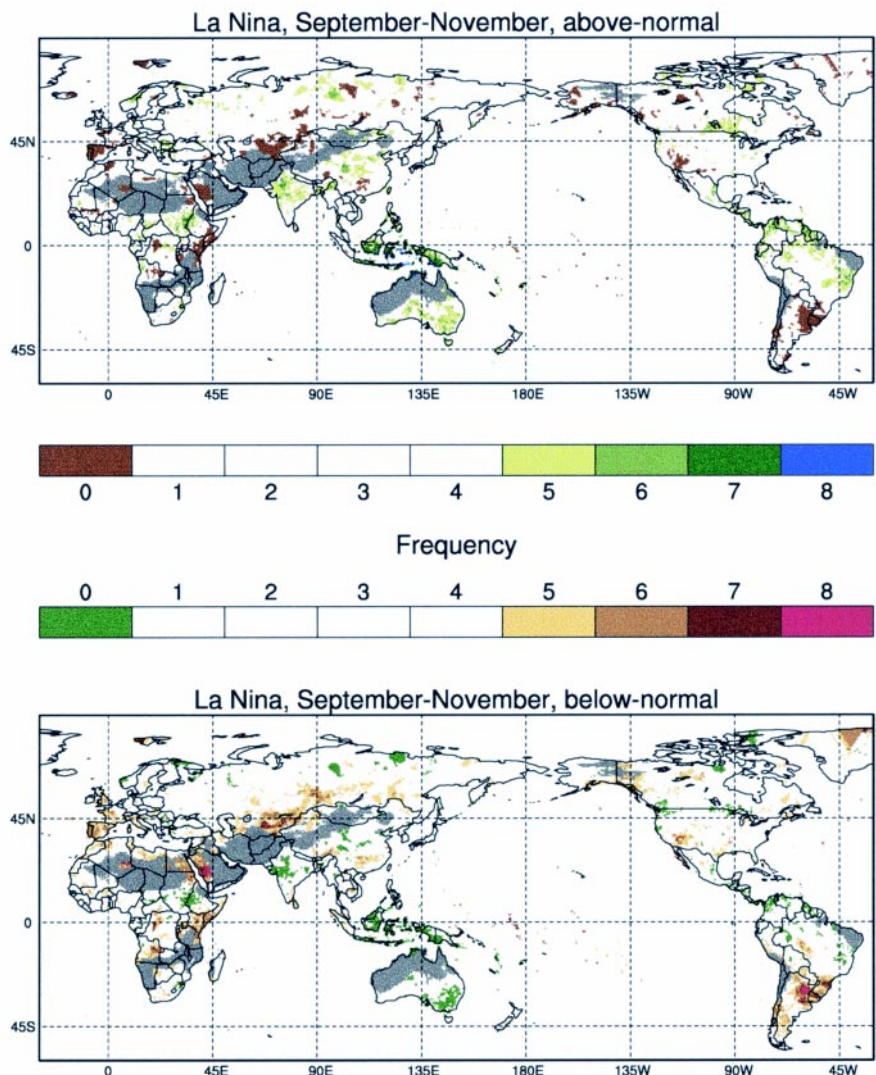 La Nina, September-November, above-normal
45N
0
45S
0 45E 90E 135E 180E 135W 90W 45W
0 1 2 3 4 5 6 7 8
Frequency
0 1 2 3 4 5 6 7 8
La Nina, September-November, below-normal
45N
0
45S
0 45E 90E 135E 180E 135W 90W 45W